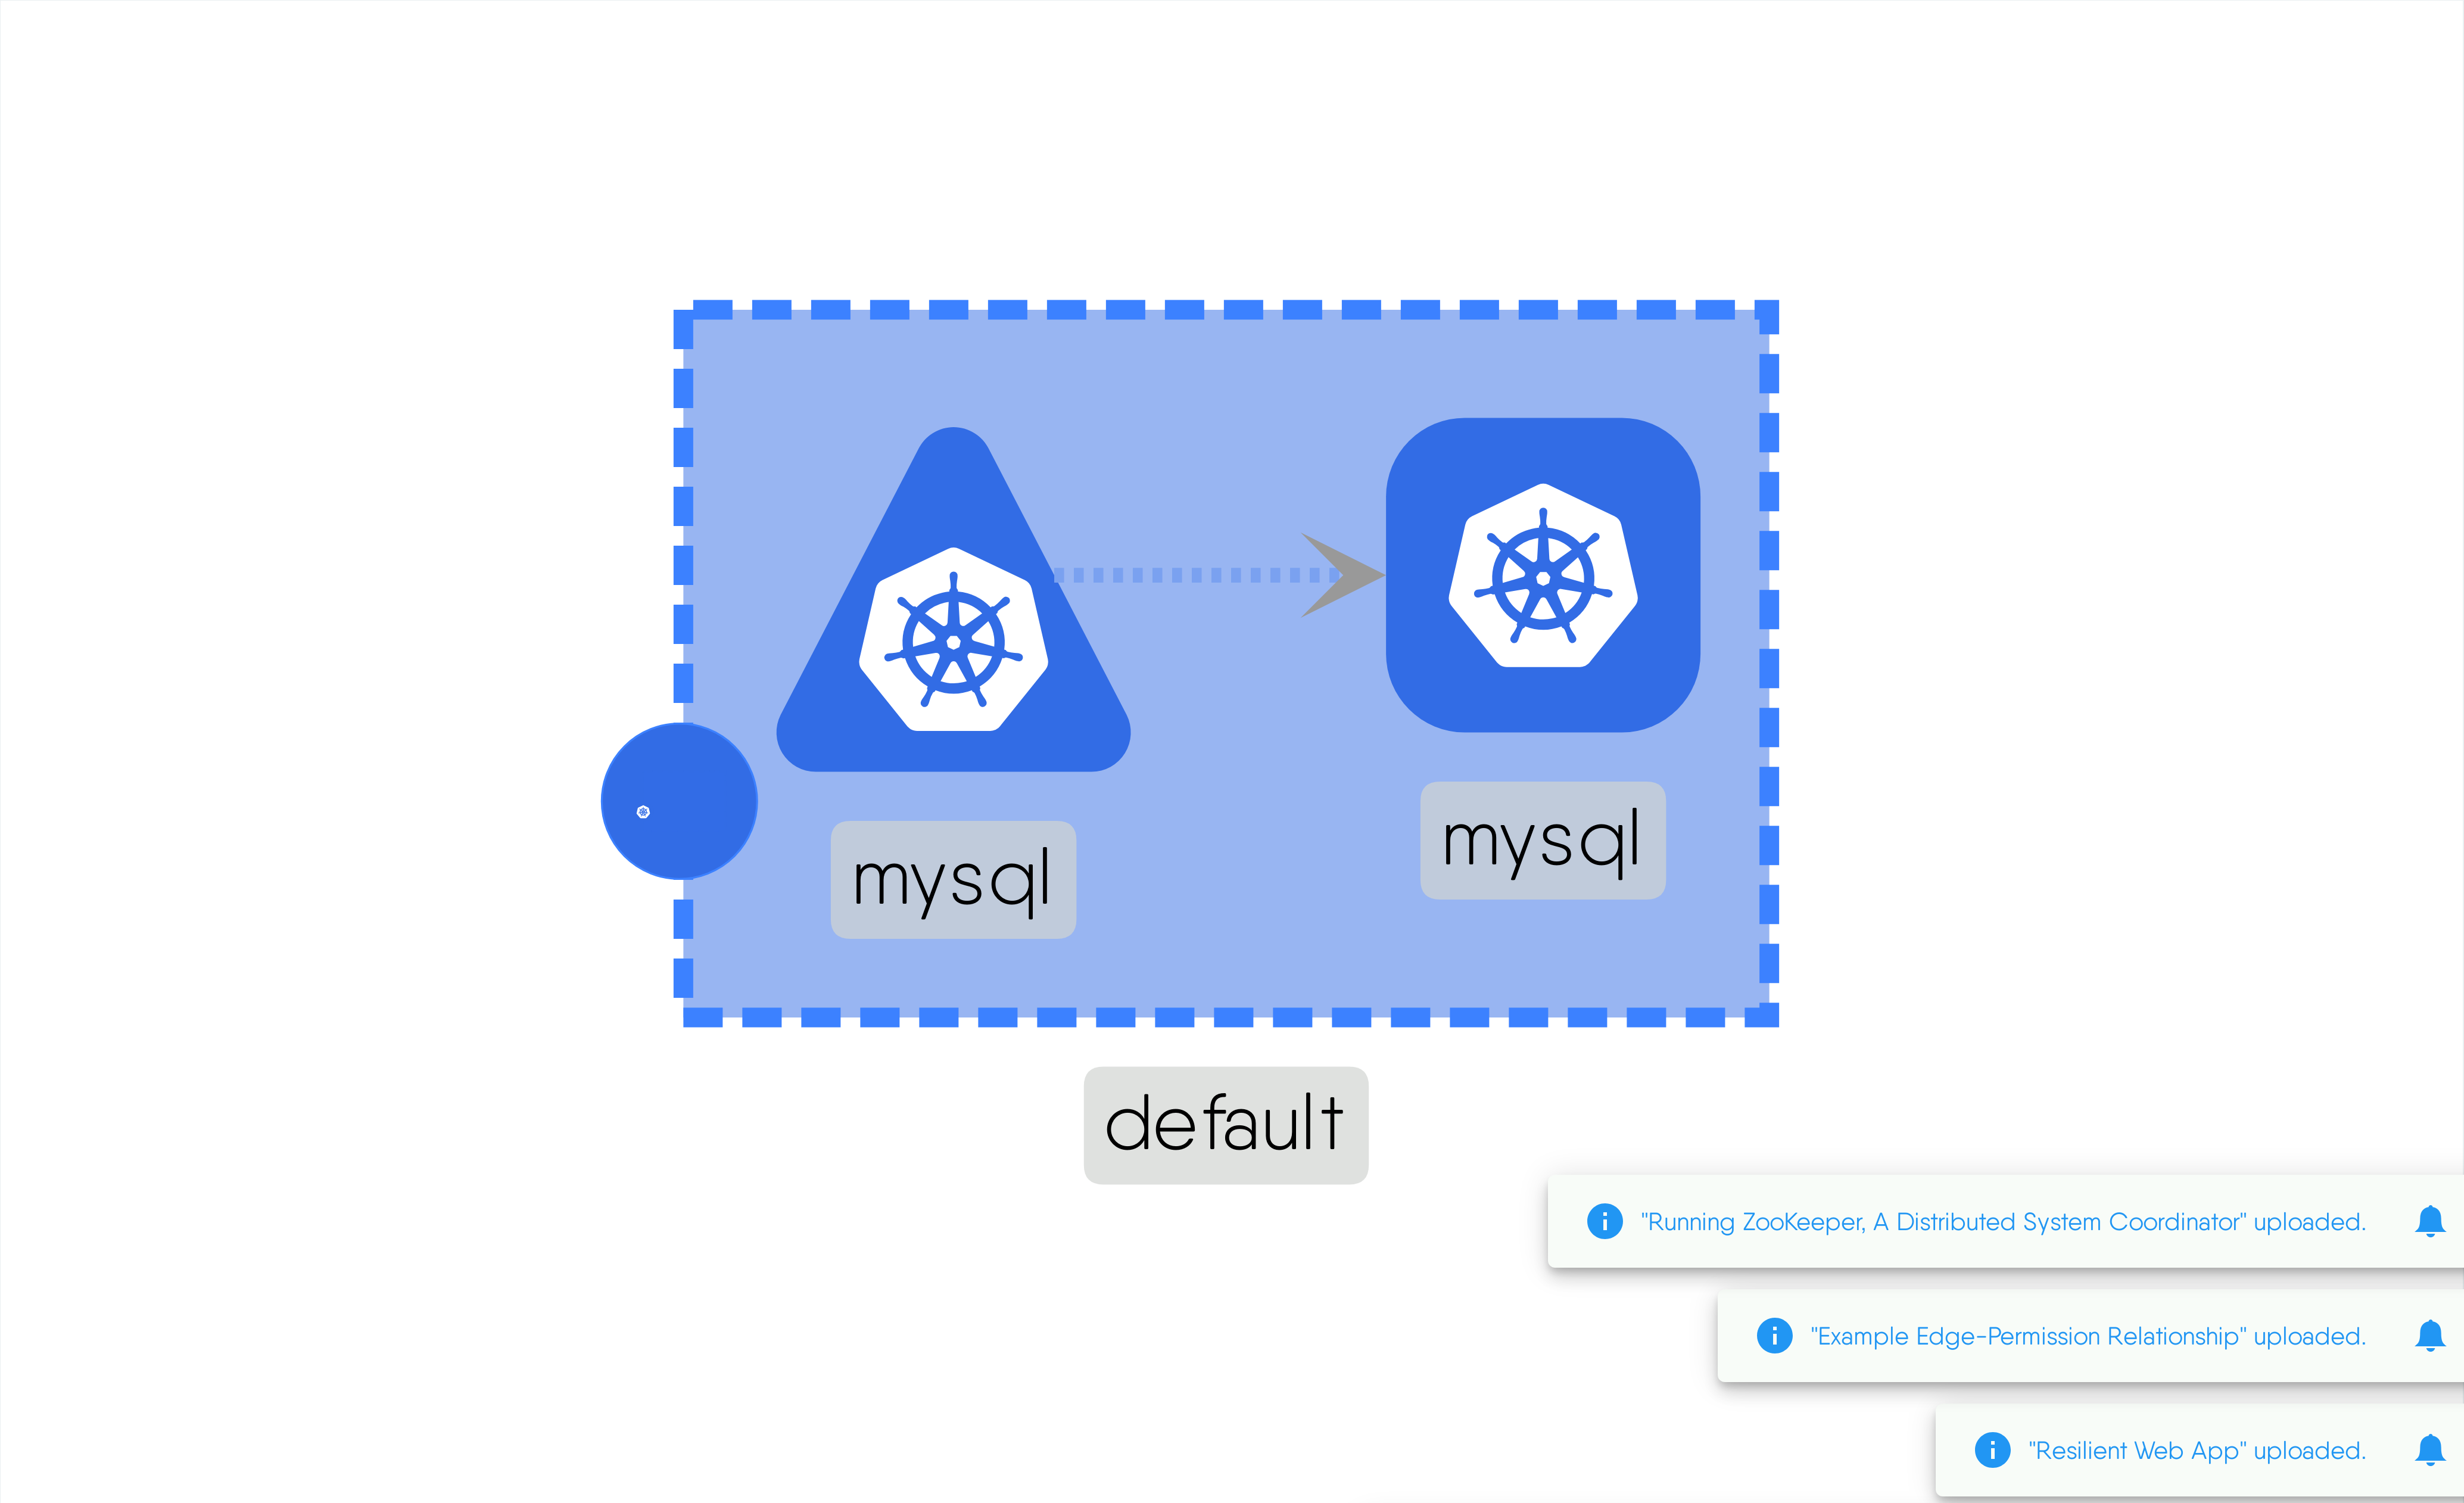 mysql
mysql
default
"Running ZooKeeper, A Distributed System Coordinator" uploaded.
"Example Edge-Permission Relationship" uploaded.
"Resilient Web App" uploaded.